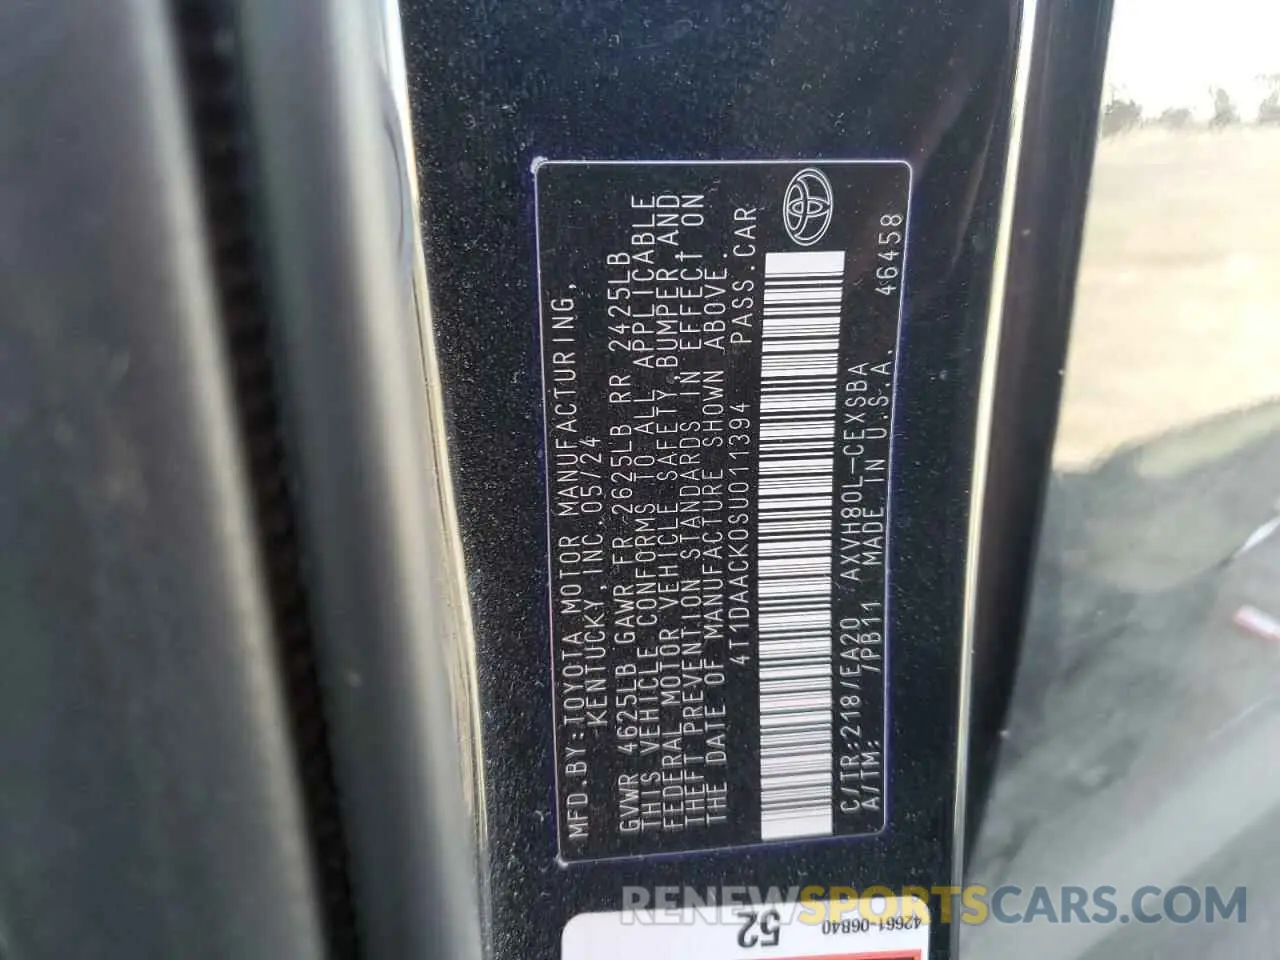 MFD.BY:TOYOTA MOTOR MANUFACTURING,
KENTUCKY, INC.05/24
GVWR 4625LB GAWR FR 2625LB RR 2425LB
THIS VEHICLE CONFORMS TO ALL APPLICABLE
FEDERAL MOTOR VEHICLE SAFETY,BUMPER,AND
THEFT PREVENTION STANDARDS IN EFFECT ON
THE DATE OF MANUFACTURE SHOWN ABOVE.
4T1DAACK0SU011394 PASS.CAR
C/TR:218/EA20 AXVH80L-CEXSBA
A/TM: /PB11 MADE IN U.S.A. 46458
42661-06B40
52
RENEWSPORTSCARS.COM